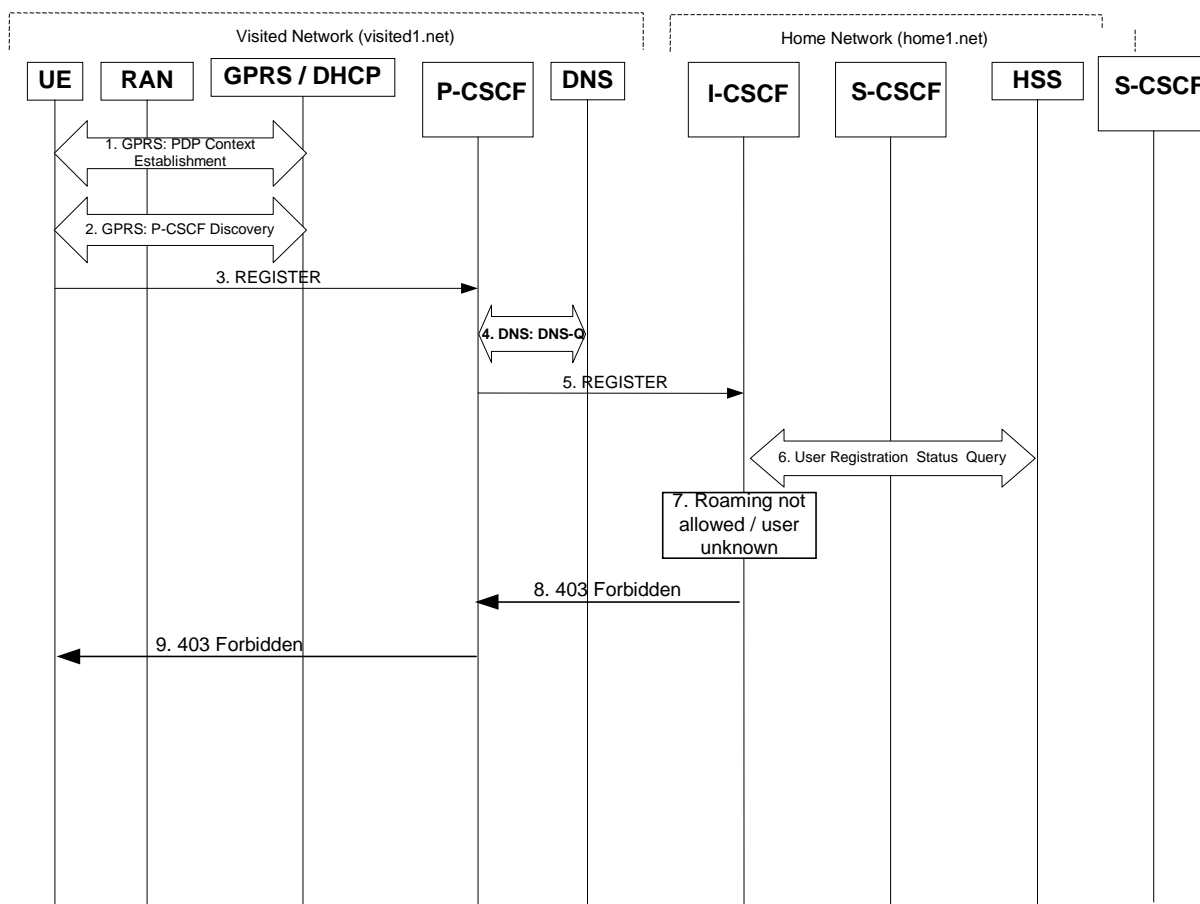 Visited Network (visited1.net)
Home Network (home1.net)
UE
RAN
GPRS / DHCP
P-CSCF
DNS
I-CSCF
S-CSCF
HSS
S-CSCF
1. GPRS: PDP Context
Establishment
2. GPRS: P-CSCF Discovery
3. REGISTER
4. DNS: DNS-Q
5. REGISTER
6. User Registration Status Query
7. Roaming not
allowed / user
unknown
8. 403 Forbidden
9. 403 Forbidden